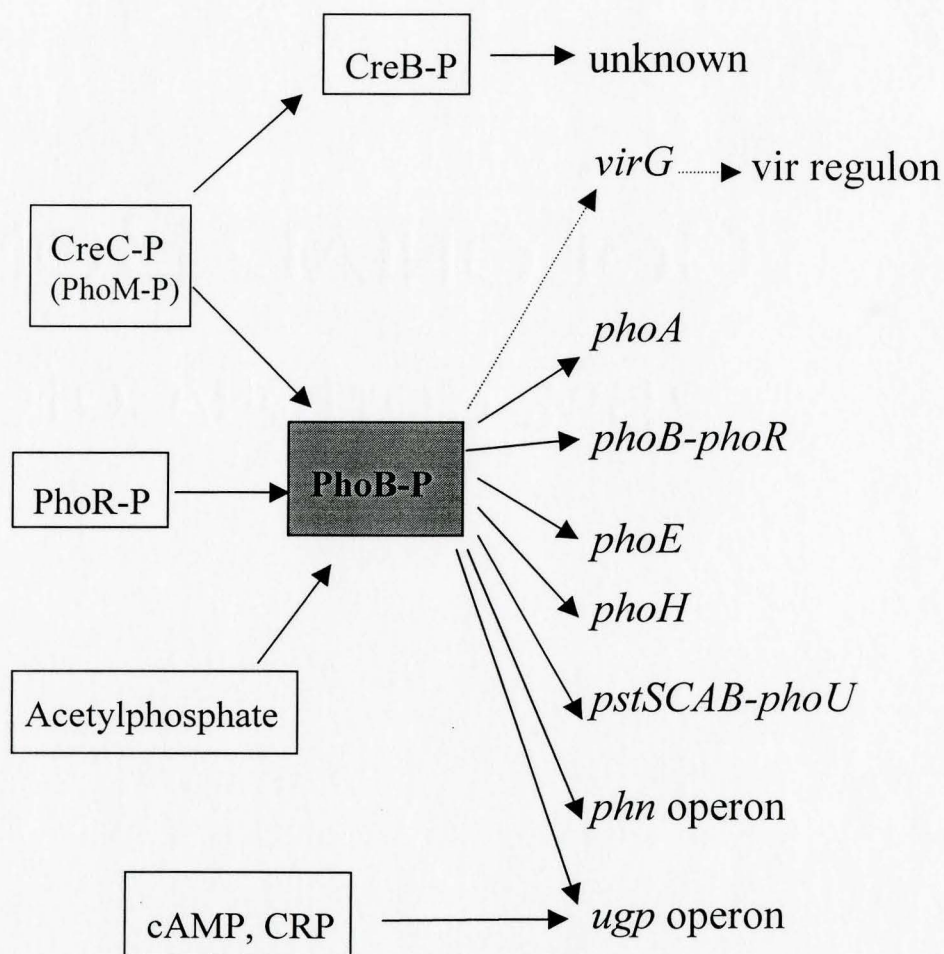 CreB-P
unknown
virG
vir regulon
CreC-P
(PhoM-P)
phoA
phoB-phoR
PhoR-P
PhoB-P
phoE
phoH
Acetylphosphate
pstSCAB-phoU
phn operon
cAMP, CRP
ugp operon